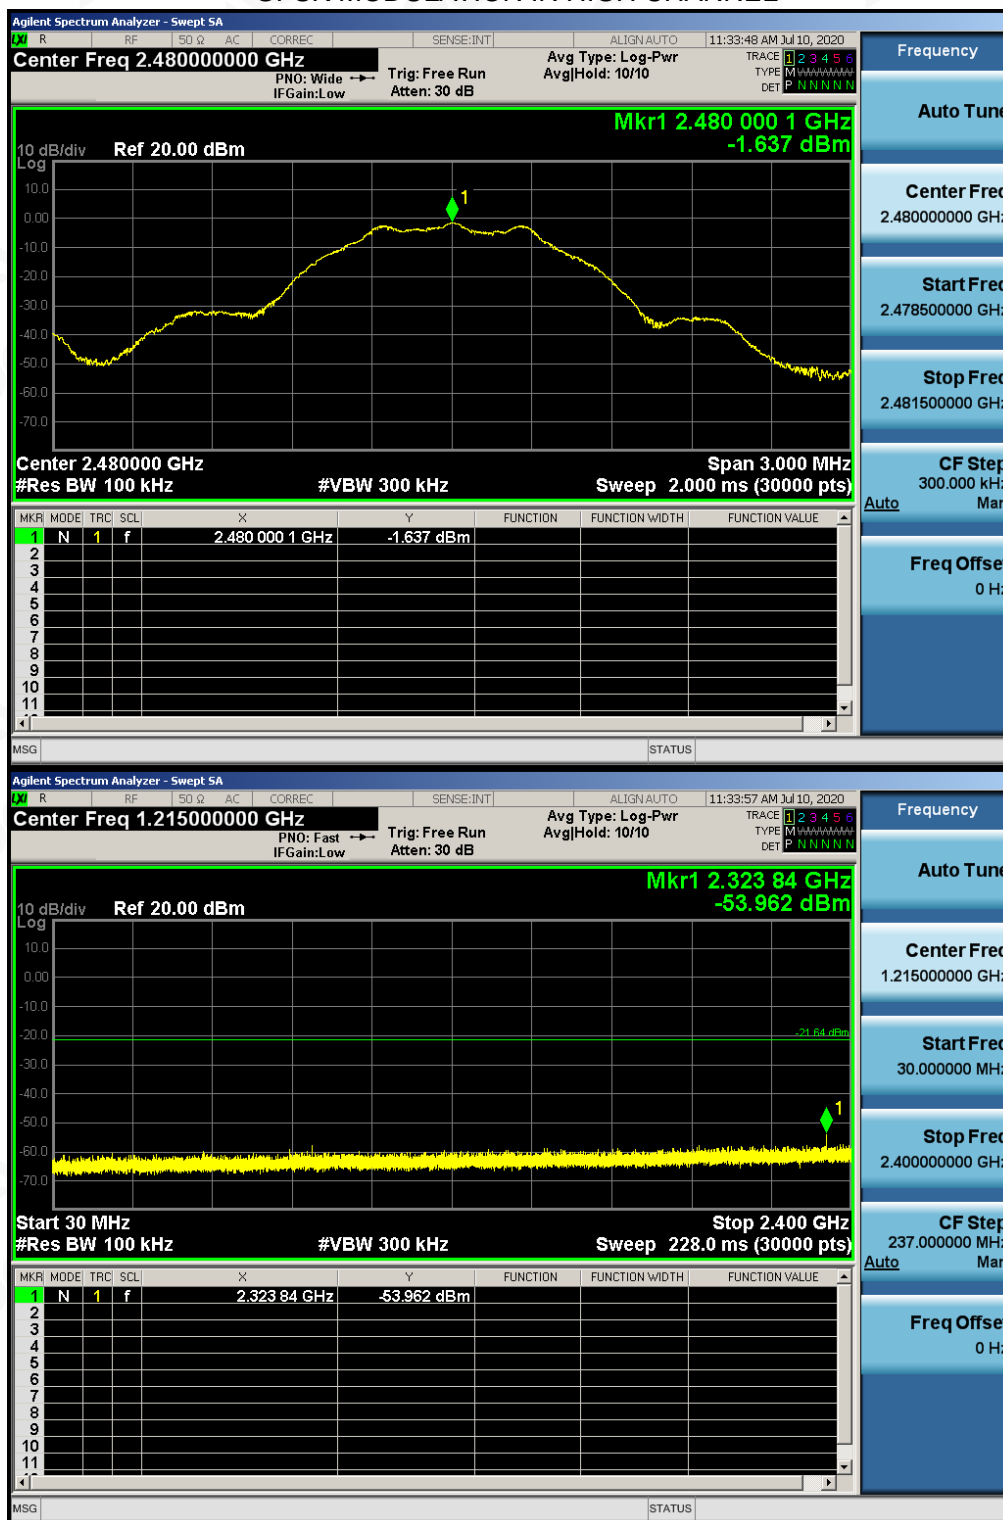 GFSK MODULATION IN HIGH CHANNEL
Agilent Spectrum Analyzer - Swept SA
LXI R RF 50 Ω AC CORREC SENSE:INT ALIGN AUTO 11:33:48 AM Jul 10, 2020
Center Freq 2.480000000 GHz
PNO: Wide
IFGain:Low
Trig: Free Run
Atten: 30 dB
Avg Type: Log-Pwr
Avg|Hold: 10/10
TRACE 1 2 3 4 5 6
TYPE M WWWWW
DET P N N N N N
Mkr1 2.480 000 1 GHz
-1.637 dBm
10 dB/div Ref 20.00 dBm
Log
10.0
0.00
-10.0
-20.0
-30.0
-40.0
-50.0
-60.0
-70.0
1
Center 2.480000 GHz Span 3.000 MHz
#Res BW 100 kHz #VBW 300 kHz Sweep 2.000 ms (30000 pts)
MKR MODE TRC SCL X Y FUNCTION FUNCTION WIDTH FUNCTION VALUE
1 N 1 f 2.480 000 1 GHz -1.637 dBm
2
3
4
5
6
7
8
9
10
11
MSG STATUS
Frequency
Auto Tune
Center Freq
2.480000000 GHz
Start Freq
2.478500000 GHz
Stop Freq
2.481500000 GHz
CF Step
300.000 kHz
Auto Man
Freq Offset
0 Hz
Agilent Spectrum Analyzer - Swept SA
LXI R RF 50 Ω AC CORREC SENSE:INT ALIGN AUTO 11:33:57 AM Jul 10, 2020
Center Freq 1.215000000 GHz
PNO: Fast
IFGain:Low
Trig: Free Run
Atten: 30 dB
Avg Type: Log-Pwr
Avg|Hold: 10/10
TRACE 1 2 3 4 5 6
TYPE M WWWWW
DET P N N N N N
Mkr1 2.323 84 GHz
-53.962 dBm
10 dB/div Ref 20.00 dBm
Log
10.0
0.00
-10.0
-20.0
-30.0
-40.0
-50.0
-60.0
-70.0
-21.64 dBm
1
Start 30 MHz Stop 2.400 GHz
#Res BW 100 kHz #VBW 300 kHz Sweep 228.0 ms (30000 pts)
MKR MODE TRC SCL X Y FUNCTION FUNCTION WIDTH FUNCTION VALUE
1 N 1 f 2.323 84 GHz -53.962 dBm
2
3
4
5
6
7
8
9
10
11
MSG STATUS
Frequency
Auto Tune
Center Freq
1.215000000 GHz
Start Freq
30.000000 MHz
Stop Freq
2.400000000 GHz
CF Step
237.000000 MHz
Auto Man
Freq Offset
0 Hz